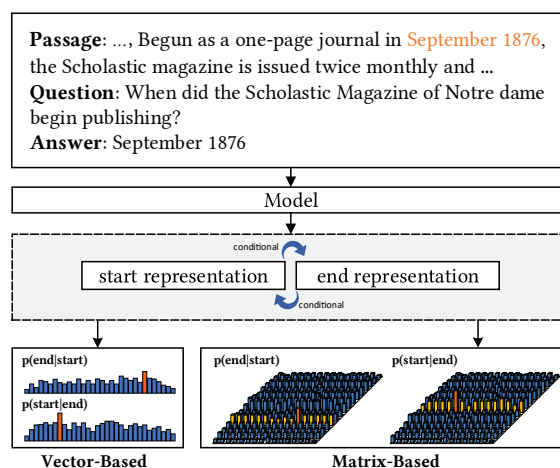 Passage: ..., Begun as a one-page journal in September 1876,
the Scholastic magazine is issued twice monthly and ...
Question: When did the Scholastic Magazine of Notre dame
begin publishing?
Answer: September 1876
Model
conditional
start representation
end representation
conditional
p(end|start)
p(start|end)
Vector-Based
p(end|start)
p(start|end)
Matrix-Based